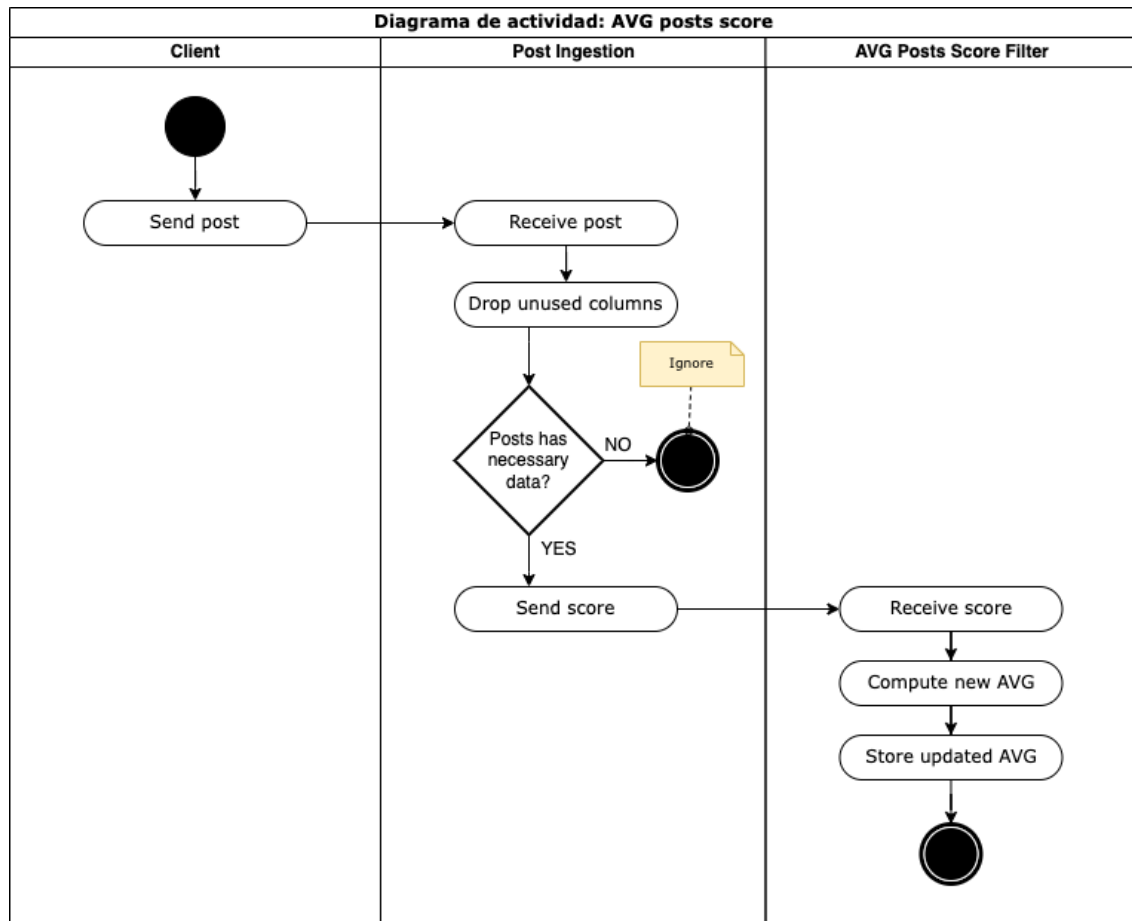 Diagrama de actividad: AVG posts score
Client
Post Ingestion
AVG Posts Score Filter
Send post
Receive post
Drop unused columns
Ignore
Posts has
necessary
data?
NO
YES
Send score
Receive score
Compute new AVG
Store updated AVG